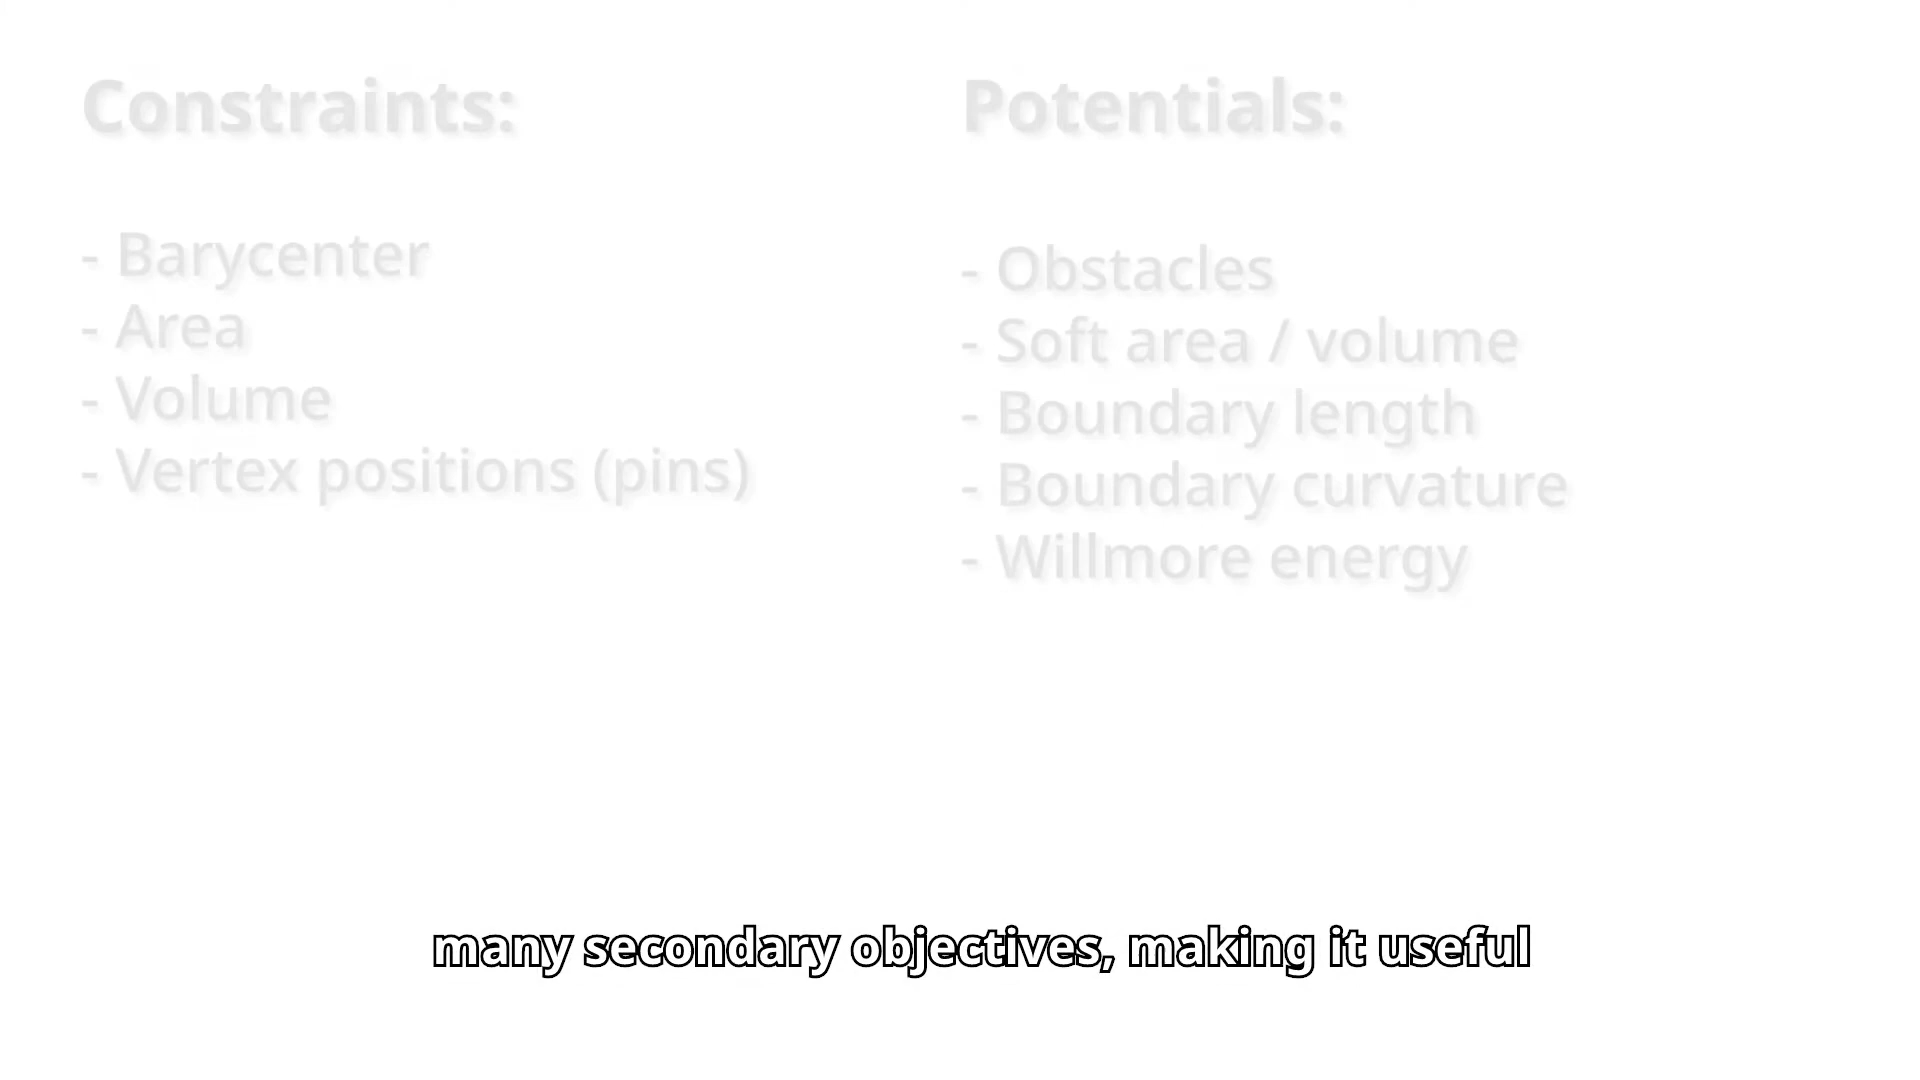 Constraints:
- Barycenter
- Area
- Volume
- Vertex positions (pins)
Potentials:
- Obstacles
- Soft area / volume
- Boundary length
- Boundary curvature
- Willmore energy
many secondary objectives, making it useful